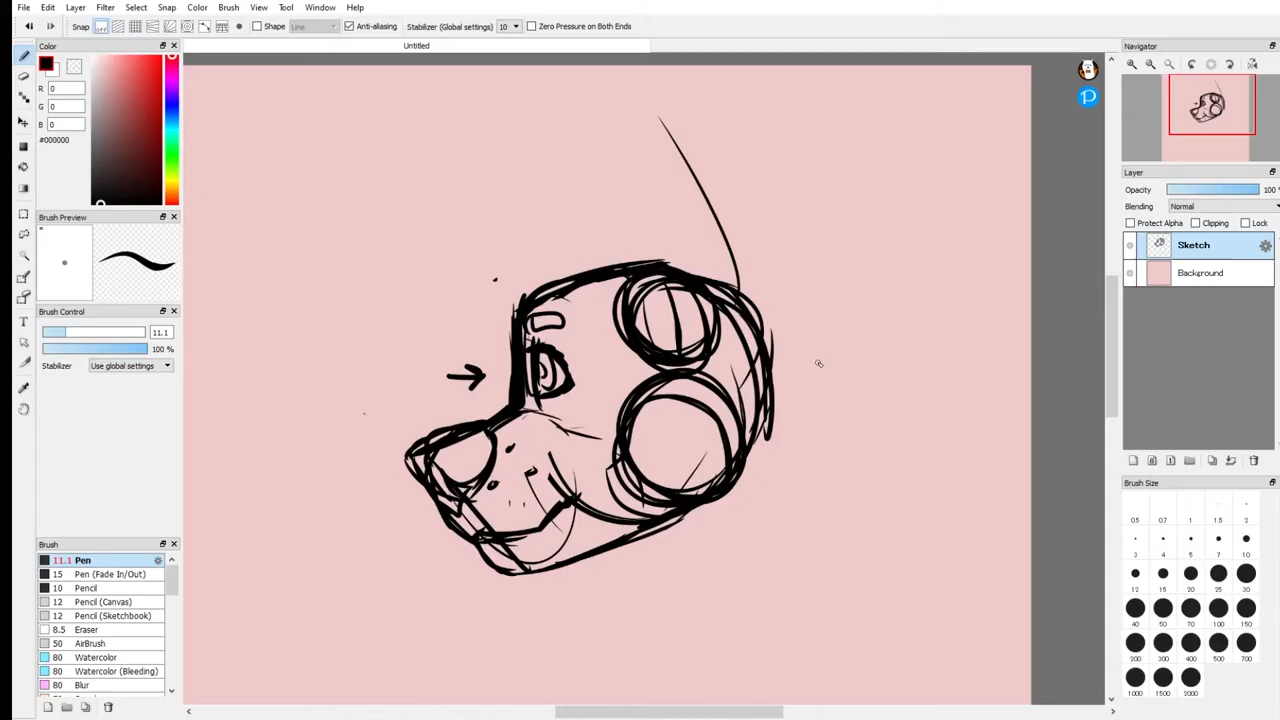 File Edit Layer Filter Select Snap Color Brush View Tool Window Help
Snap OFF Shape Line Anti-aliasing Stabilizer (Global settings) 10 Zero Pressure on Both Ends
Untitled
Color
R 0
G 0
B 0
#000000
Brush Preview
Brush Control
11.1
100 %
Stabilizer Use global settings
Brush
11.1 Pen
15 Pen (Fade In/Out)
10 Pencil
12 Pencil (Canvas)
12 Pencil (Sketchbook)
8.5 Eraser
50 AirBrush
80 Watercolor
80 Watercolor (Bleeding)
80 Blur
Navigator
Layer
Opacity 100 %
Blending Normal
Protect Alpha Clipping Lock
Sketch
Background
Brush Size
0.5 0.7 1 1.5 2
3 4 5 7 10
12 15 20 25 30
40 50 70 100 150
200 300 400 500 700
1000 1500 2000